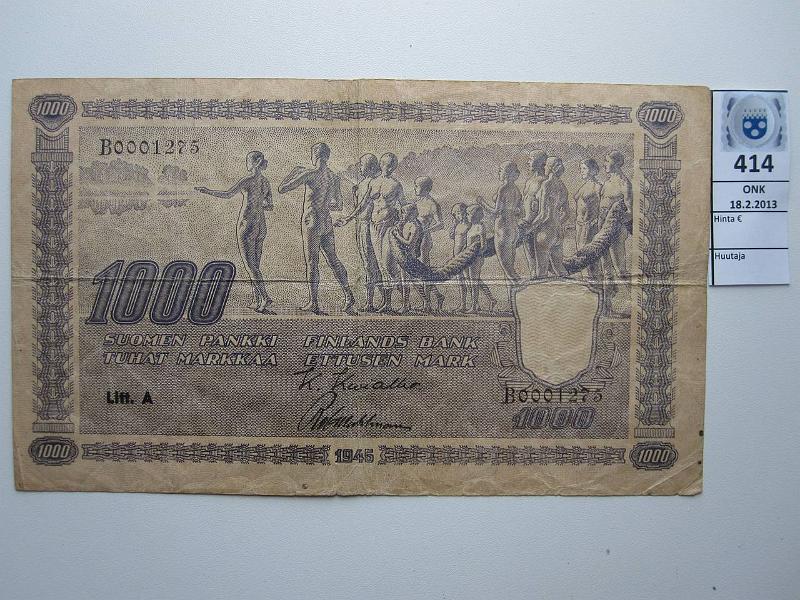 1000
1000
B0001275
1000
SUOMEN PANKKI
TUHAT MARKKAA
FINLANDS BANK
ETTUSEN MARK
Litt. A
B0001275
1000
1000
1945
1000
414
ONK
18.2.2013
Hinta €
Huutaja